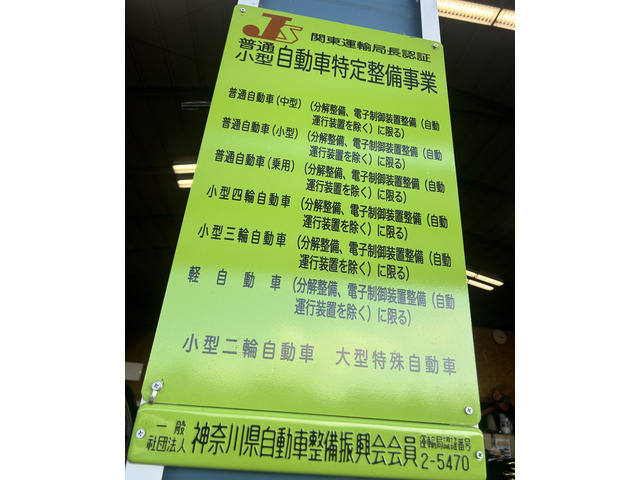 JS 関東運輸局長認証
普通
小型 自動車特定整備事業
普通自動車(中型) (分解整備、電子制御装置整備(自動
運行装置を除く)に限る)
普通自動車(小型) (分解整備、電子制御装置整備(自動
運行装置を除く)に限る)
普通自動車(乗用) (分解整備、電子制御装置整備(自動
運行装置を除く)に限る)
小型四輪自動車 (分解整備、電子制御装置整備(自動
運行装置を除く)に限る)
小型三輪自動車 (分解整備、電子制御装置整備(自動
運行装置を除く)に限る)
軽自動車 (分解整備、電子制御装置整備(自動
運行装置を除く)に限る)
小型二輪自動車 大型特殊自動車
一般
社団法人 神奈川県自動車整備振興会会員 運輸局認証番号
2-5470